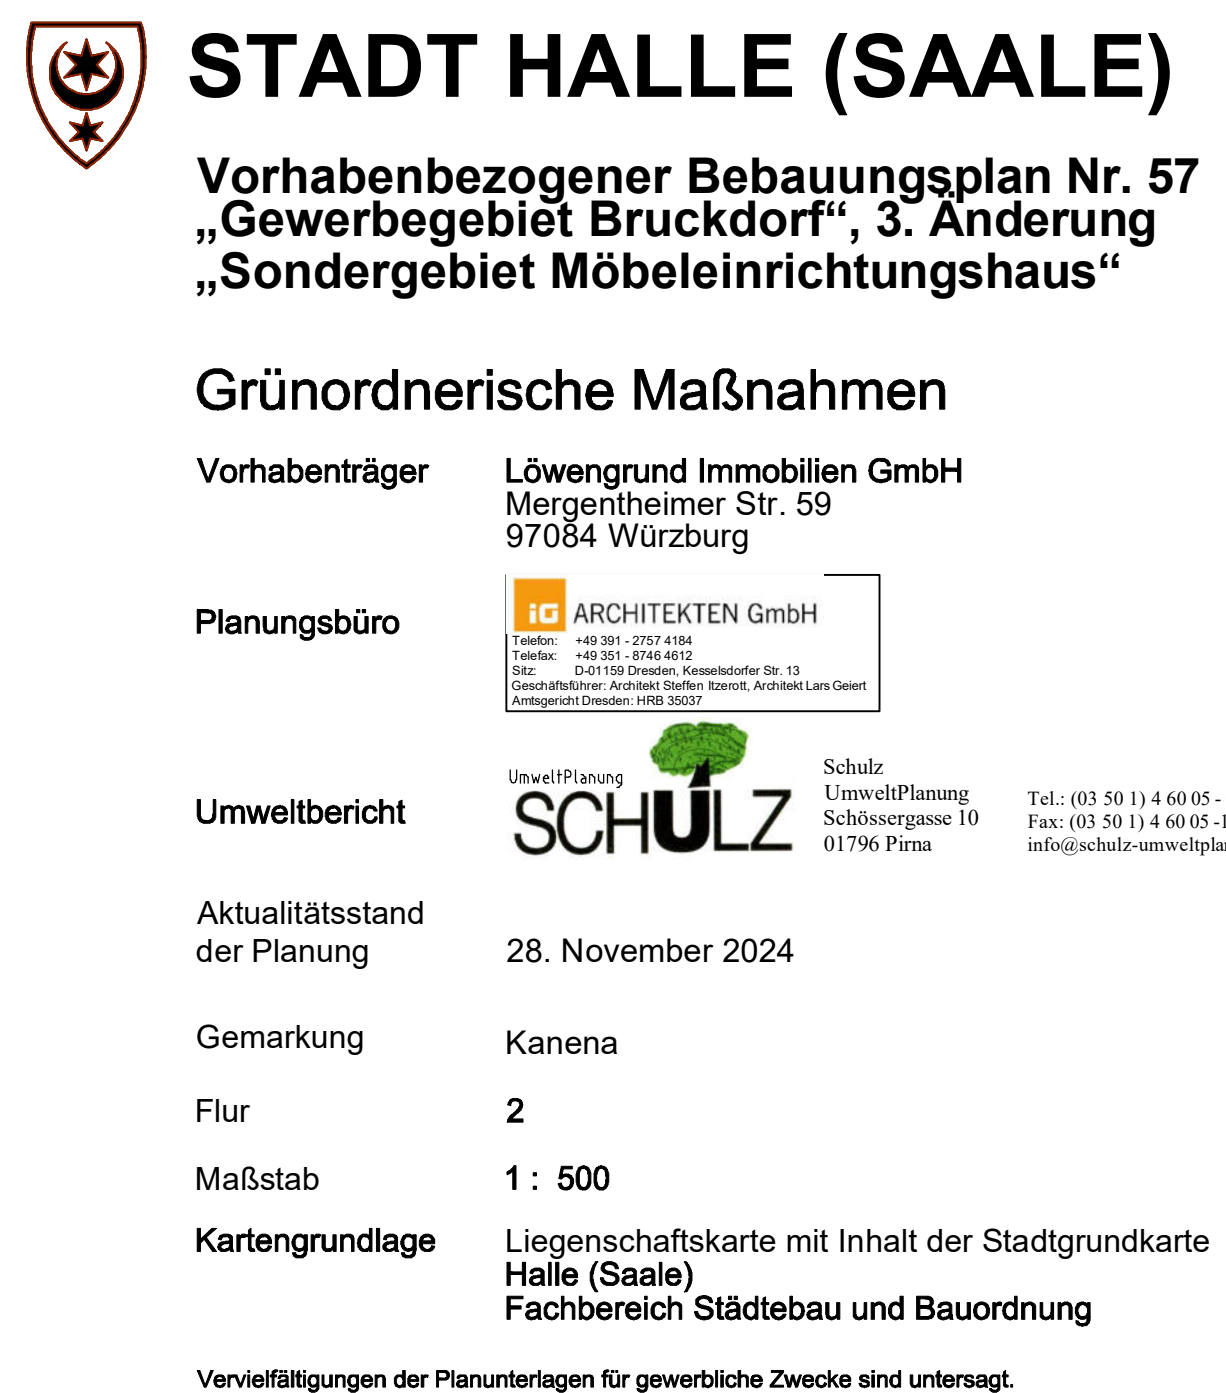 STADT HALLE (SAALE)
Vorhabenbezogener Bebauungsplan Nr. 57
„Gewerbegebiet Bruckdorf“, 3. Änderung
„Sondergebiet Möbeleinrichtungshaus“
Grünordnerische Maßnahmen
Vorhabenträger Löwengrund Immobilien GmbH
Mergentheimer Str. 59
97084 Würzburg
Planungsbüro
iG ARCHITEKTEN GmbH
Telefon: +49 391 - 2757 4184
Telefax: +49 351 - 8746 4612
Sitz: D-01159 Dresden, Kesselsdorfer Str. 13
Geschäftsführer: Architekt Steffen Itzerott, Architekt Lars Geiert
Amtsgericht Dresden: HRB 35037
Umweltbericht
UmweltPlanung
SCHULZ
Schulz
UmweltPlanung
Schössergasse 10
01796 Pirna
Tel.: (03 50 1) 4 60 05 -
Fax: (03 50 1) 4 60 05 -1
info@schulz-umweltpla
Aktualitätsstand
der Planung 28. November 2024
Gemarkung Kanena
Flur 2
Maßstab 1 : 500
Kartengrundlage Liegenschaftskarte mit Inhalt der Stadtgrundkarte
Halle (Saale)
Fachbereich Städtebau und Bauordnung
Vervielfältigungen der Planunterlagen für gewerbliche Zwecke sind untersagt.